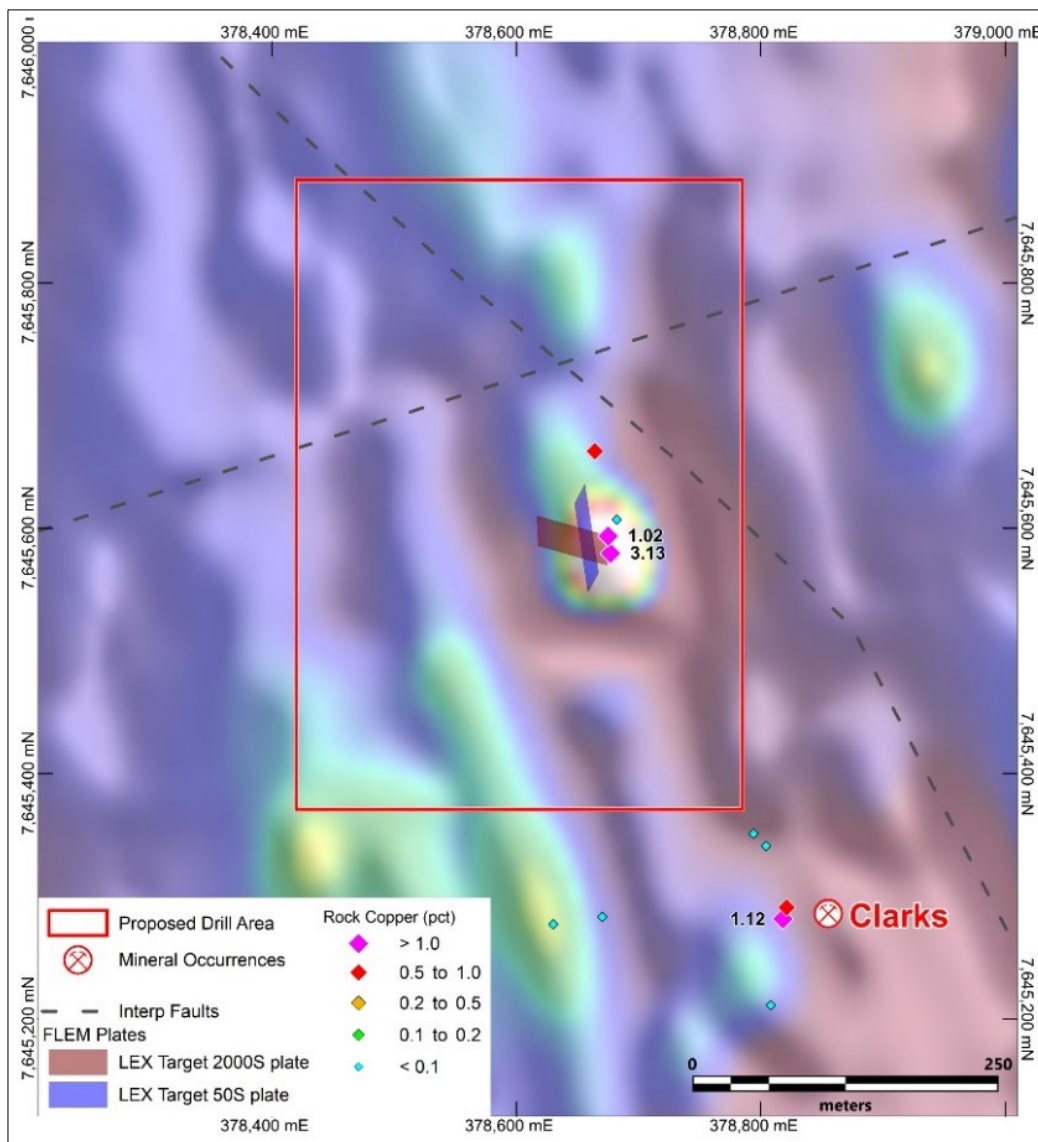 378,400 mE
378,600 mE
378,800 mE
379,000 mE
7,646,000 mN
7,645,800 mN
7,645,800 mN
7,645,600 mN
7,645,600 mN
1.02
3.13
7,645,400 mN
7,645,400 mN
1.12
Clarks
7,645,200 mN
7,645,200 mN
Proposed Drill Area
Mineral Occurrences
Interp Faults
FLEM Plates
LEX Target 2000S plate
LEX Target 50S plate
Rock Copper (pct)
> 1.0
0.5 to 1.0
0.2 to 0.5
0.1 to 0.2
< 0.1
0
250
meters
378,400 mE
378,600 mE
378,800 mE